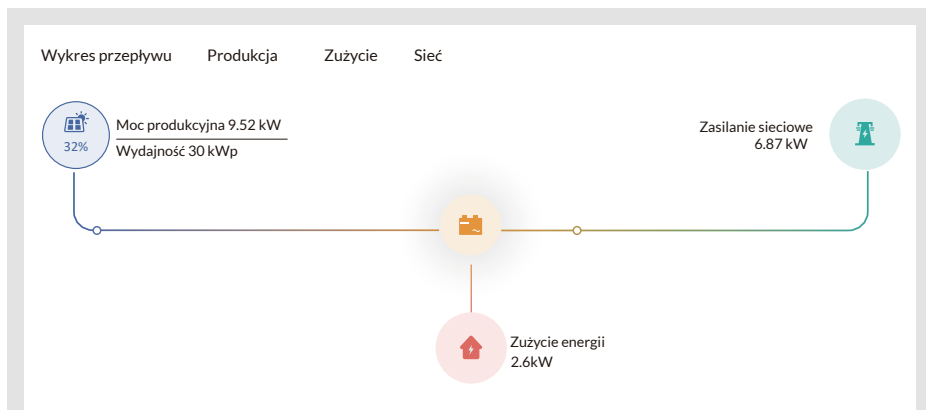 Wykres przepływu Produkcja Zużycie Sieć
Moc produkcyjna 9.52 kW
Wydajność 30 kWp
32%
Zasilanie sieciowe
6.87 kW
Zużycie energii
2.6kW